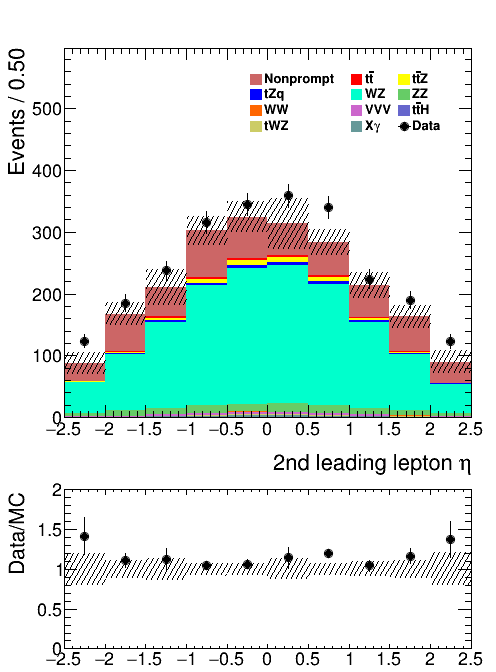 Events / 0.50
Nonprompt tt̄ tt̄Z
tZq WZ ZZ
WW VVV tt̄H
tWZ Xγ Data
600
500
400
300
200
100
0
−2.5 −2 −1.5 −1 −0.5 0 0.5 1 1.5 2 2.5
2nd leading lepton η
Data/MC
2
1.5
1
0.5
0
−2.5 −2 −1.5 −1 −0.5 0 0.5 1 1.5 2 2.5